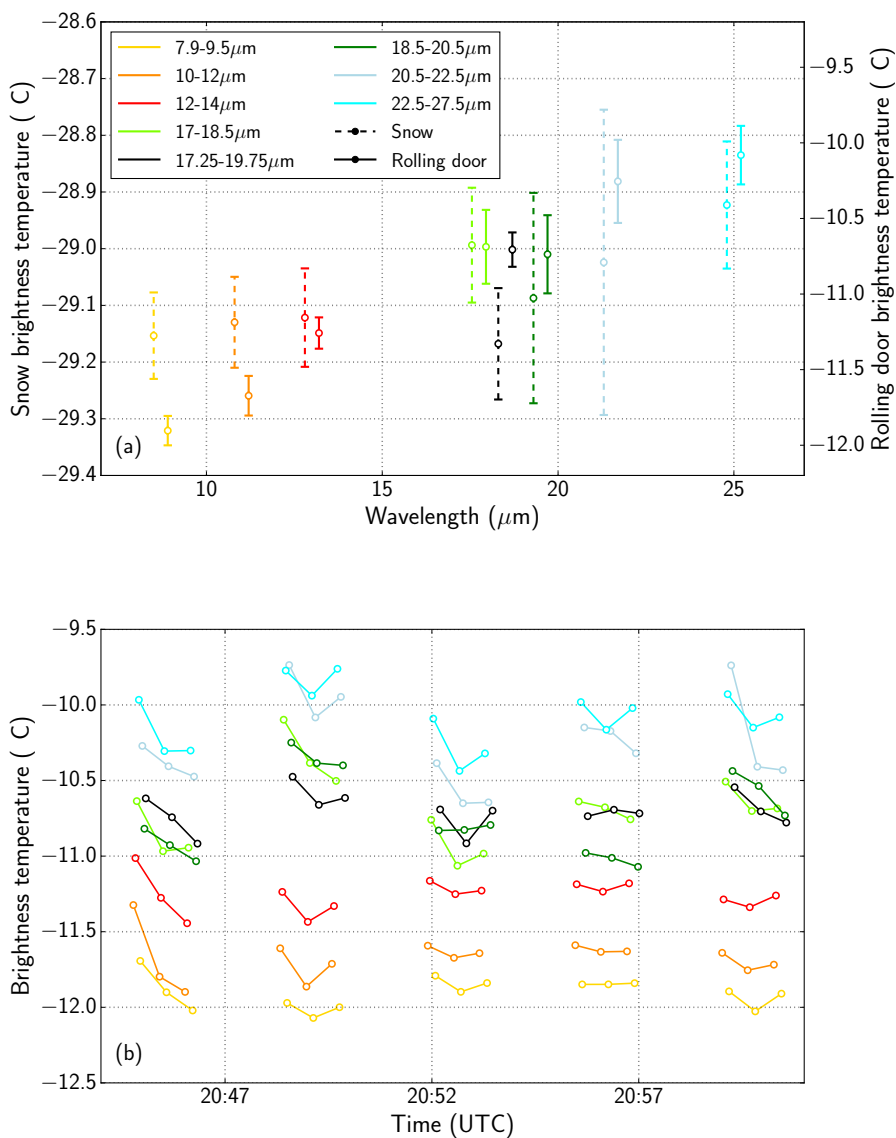 −28.6
−28.7
−28.8
−28.9
−29.0
−29.1
−29.2
−29.3
−29.4
Snow brightness temperature ( C)
7.9-9.5μm
10-12μm
12-14μm
17-18.5μm
17.25-19.75μm
18.5-20.5μm
20.5-22.5μm
22.5-27.5μm
Snow
Rolling door
−9.5
−10.0
−10.5
−11.0
−11.5
−12.0
Rolling door brightness temperature ( C)
(a)
10 15 20 25
Wavelength (μm)
−9.5
−10.0
−10.5
−11.0
−11.5
−12.0
−12.5
Brightness temperature ( C)
(b)
20:47 20:52 20:57
Time (UTC)